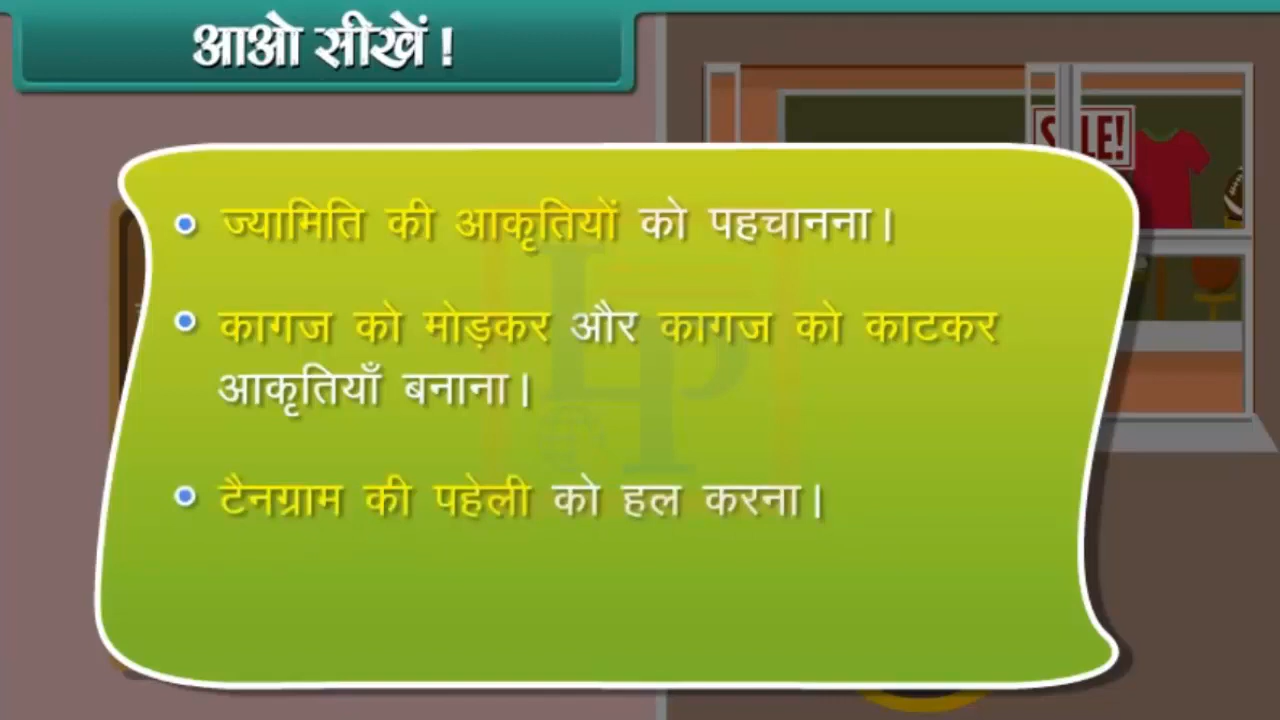 आओ सीखें !
SALE!
ज्यामिति की आकृतियों को पहचानना।
कागज को मोड़कर और कागज को काटकर
आकृतियाँ बनाना।
टैनग्राम की पहेली को हल करना।